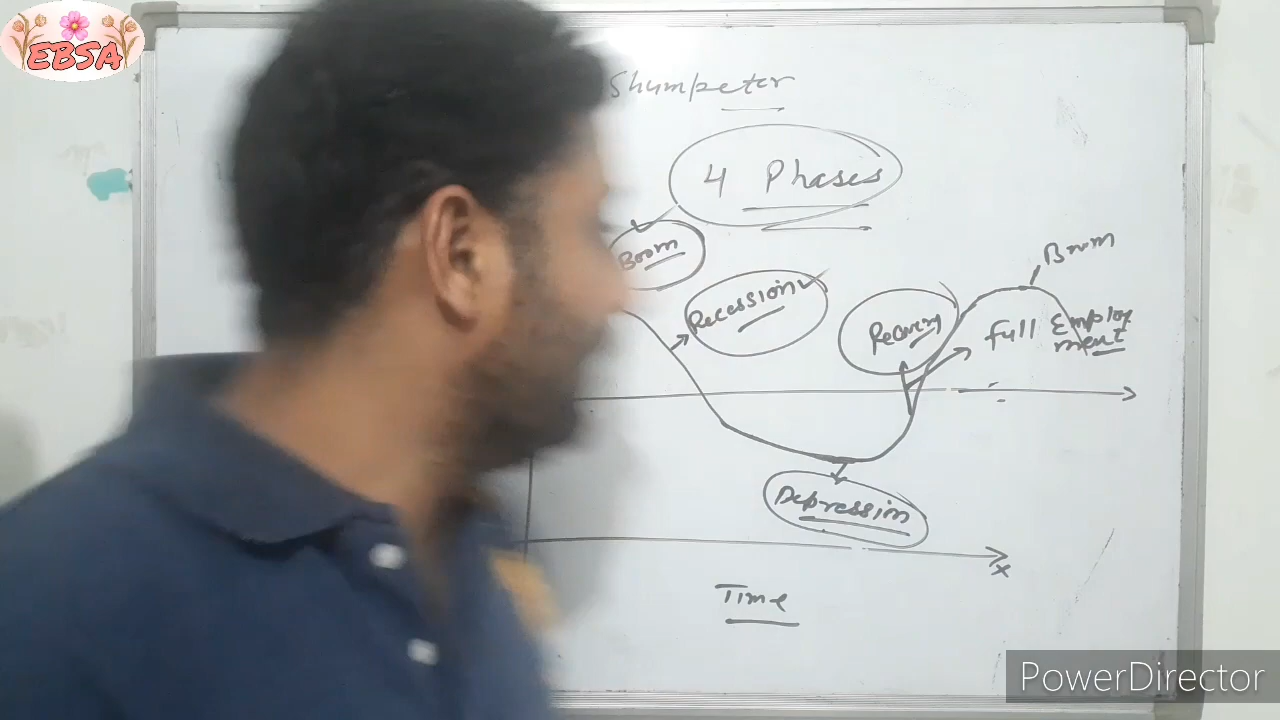 EBSA
Shumpeter
4 Phases
Boom
Recession
Recovery
Boom
full Employ
ment
Depression
x
Time
PowerDirector